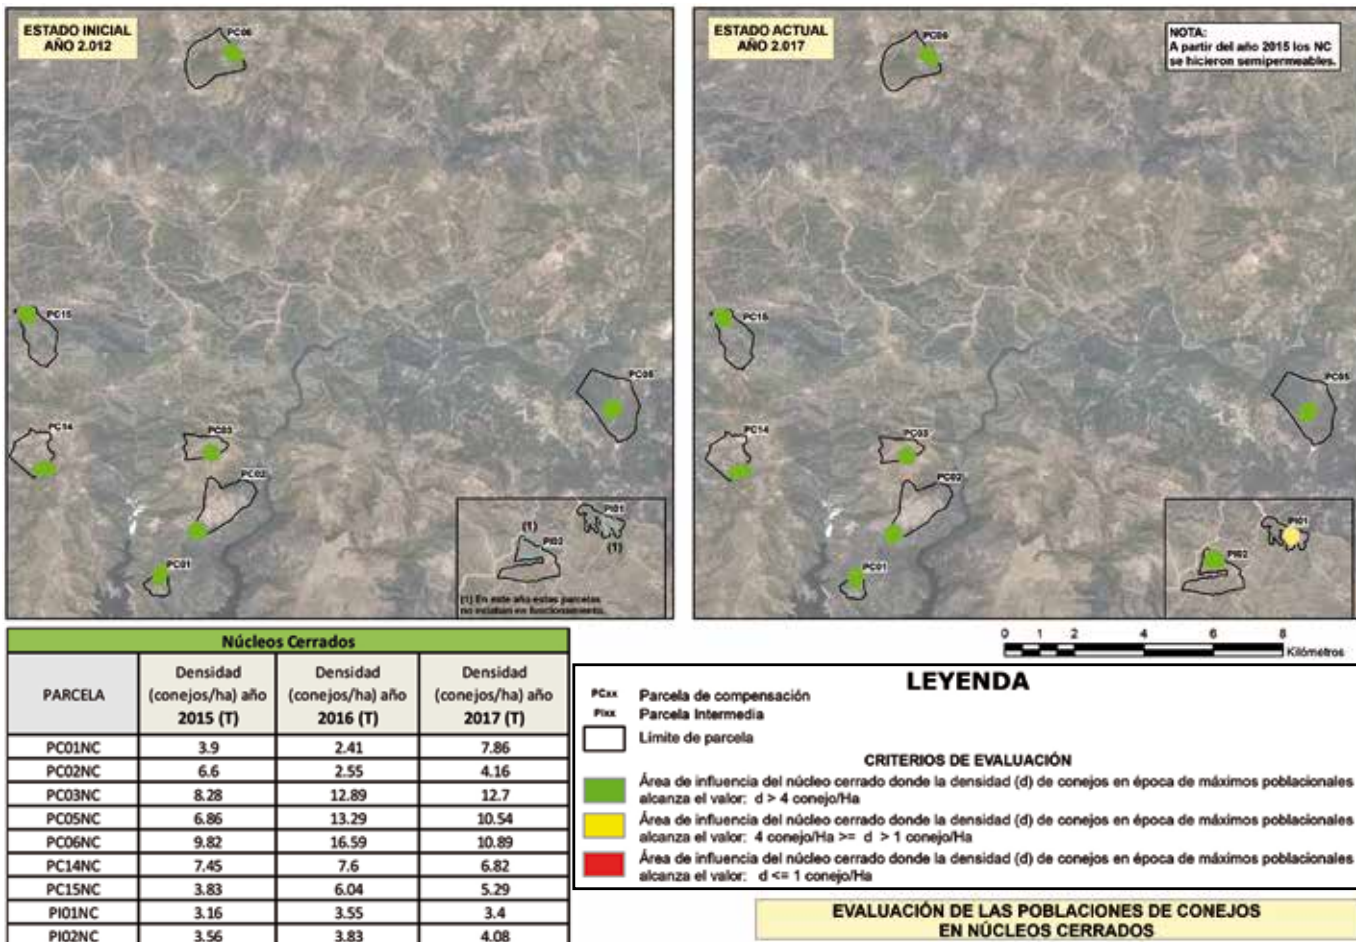 ESTADO INICIAL
AÑO 2.012
PC06
PC15
PC05
PC14
PC03
PC02
PC01
PI01
(1)
PI02
(1)
(1) En este año estas parcelas
no estaban en funcionamiento.
ESTADO ACTUAL
AÑO 2.017
NOTA:
A partir del año 2015 los NC
se hicieron semipermeables.
PC06
PC15
PC05
PC14
PC03
PC02
PC01
PI01
PI02
0 1 2 4 6 8
Kilómetros
Núcleos Cerrados
PARCELA Densidad (conejos/ha) año 2015 (T) Densidad (conejos/ha) año 2016 (T) Densidad (conejos/ha) año 2017 (T)
PC01NC 3.9 2.41 7.86
PC02NC 6.6 2.55 4.16
PC03NC 8.28 12.89 12.7
PC05NC 6.86 13.29 10.54
PC06NC 9.82 16.59 10.89
PC14NC 7.45 7.6 6.82
PC15NC 3.83 6.04 5.29
PI01NC 3.16 3.55 3.4
PI02NC 3.56 3.83 4.08
LEYENDA
PCxx Parcela de compensación
PIxx Parcela Intermedia
Límite de parcela
CRITERIOS DE EVALUACIÓN
Área de influencia del núcleo cerrado donde la densidad (d) de conejos en época de máximos poblacionales
alcanza el valor: d > 4 conejo/Ha
Área de influencia del núcleo cerrado donde la densidad (d) de conejos en época de máximos poblacionales
alcanza el valor: 4 conejo/Ha >= d > 1 conejo/Ha
Área de influencia del núcleo cerrado donde la densidad (d) de conejos en época de máximos poblacionales
alcanza el valor: d <= 1 conejo/Ha
EVALUACIÓN DE LAS POBLACIONES DE CONEJOS
EN NÚCLEOS CERRADOS